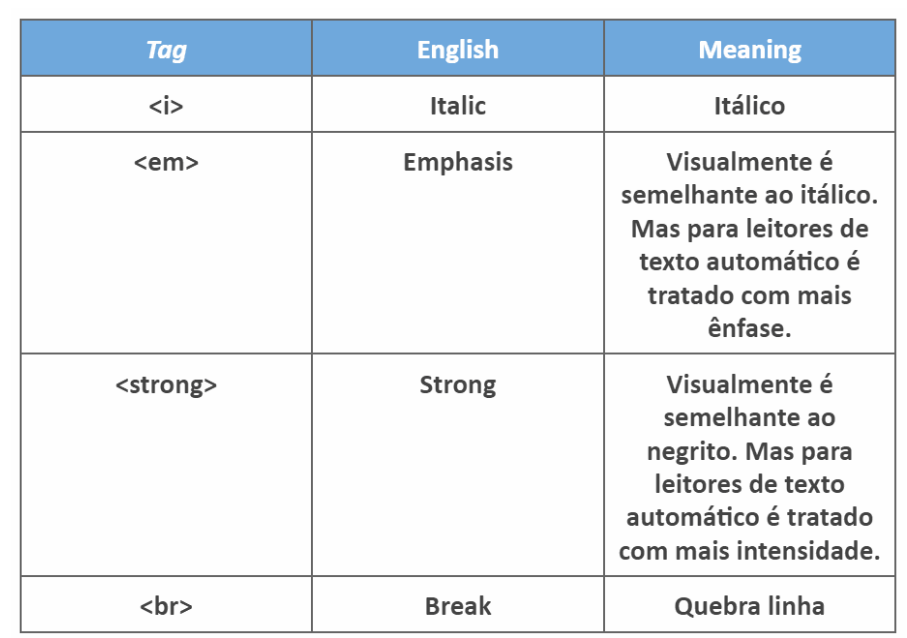 Tag English Meaning
<i> Italic Itálico
<em> Emphasis Visualmente é
semelhante ao itálico.
Mas para leitores de
texto automático é
tratado com mais
ênfase.
<strong> Strong Visualmente é
semelhante ao
negrito. Mas para
leitores de texto
automático é tratado
com mais intensidade.
<br> Break Quebra linha